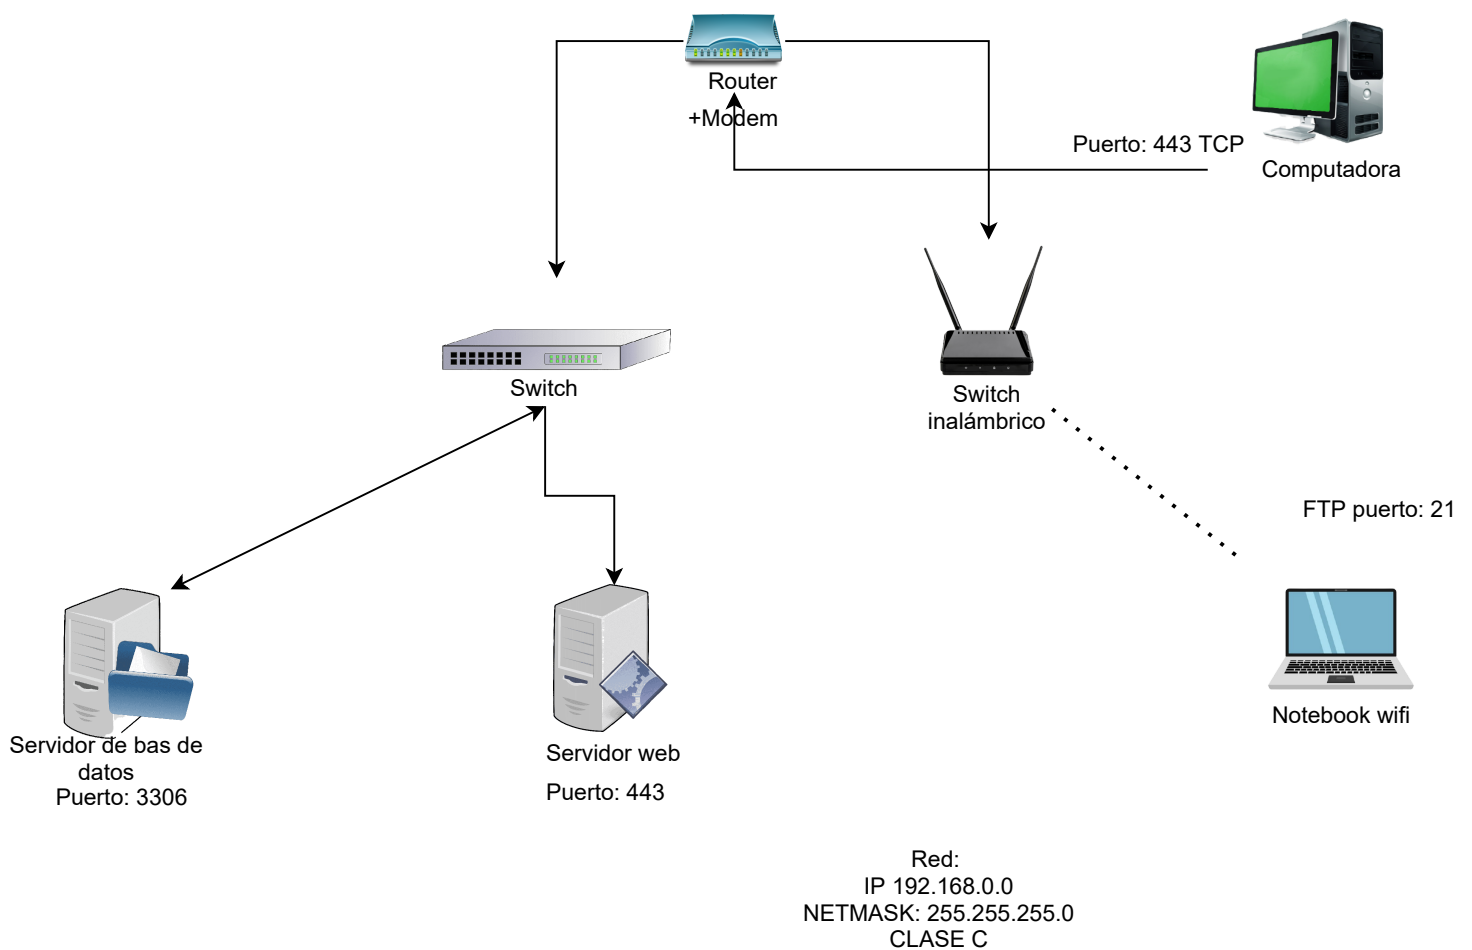 Router
+Modem
Puerto: 443 TCP
Computadora
Switch
Switch
inalámbrico
FTP puerto: 21
Notebook wifi
Servidor de bas de
datos
Puerto: 3306
Servidor web
Puerto: 443
Red:
IP 192.168.0.0
NETMASK: 255.255.255.0
CLASE C